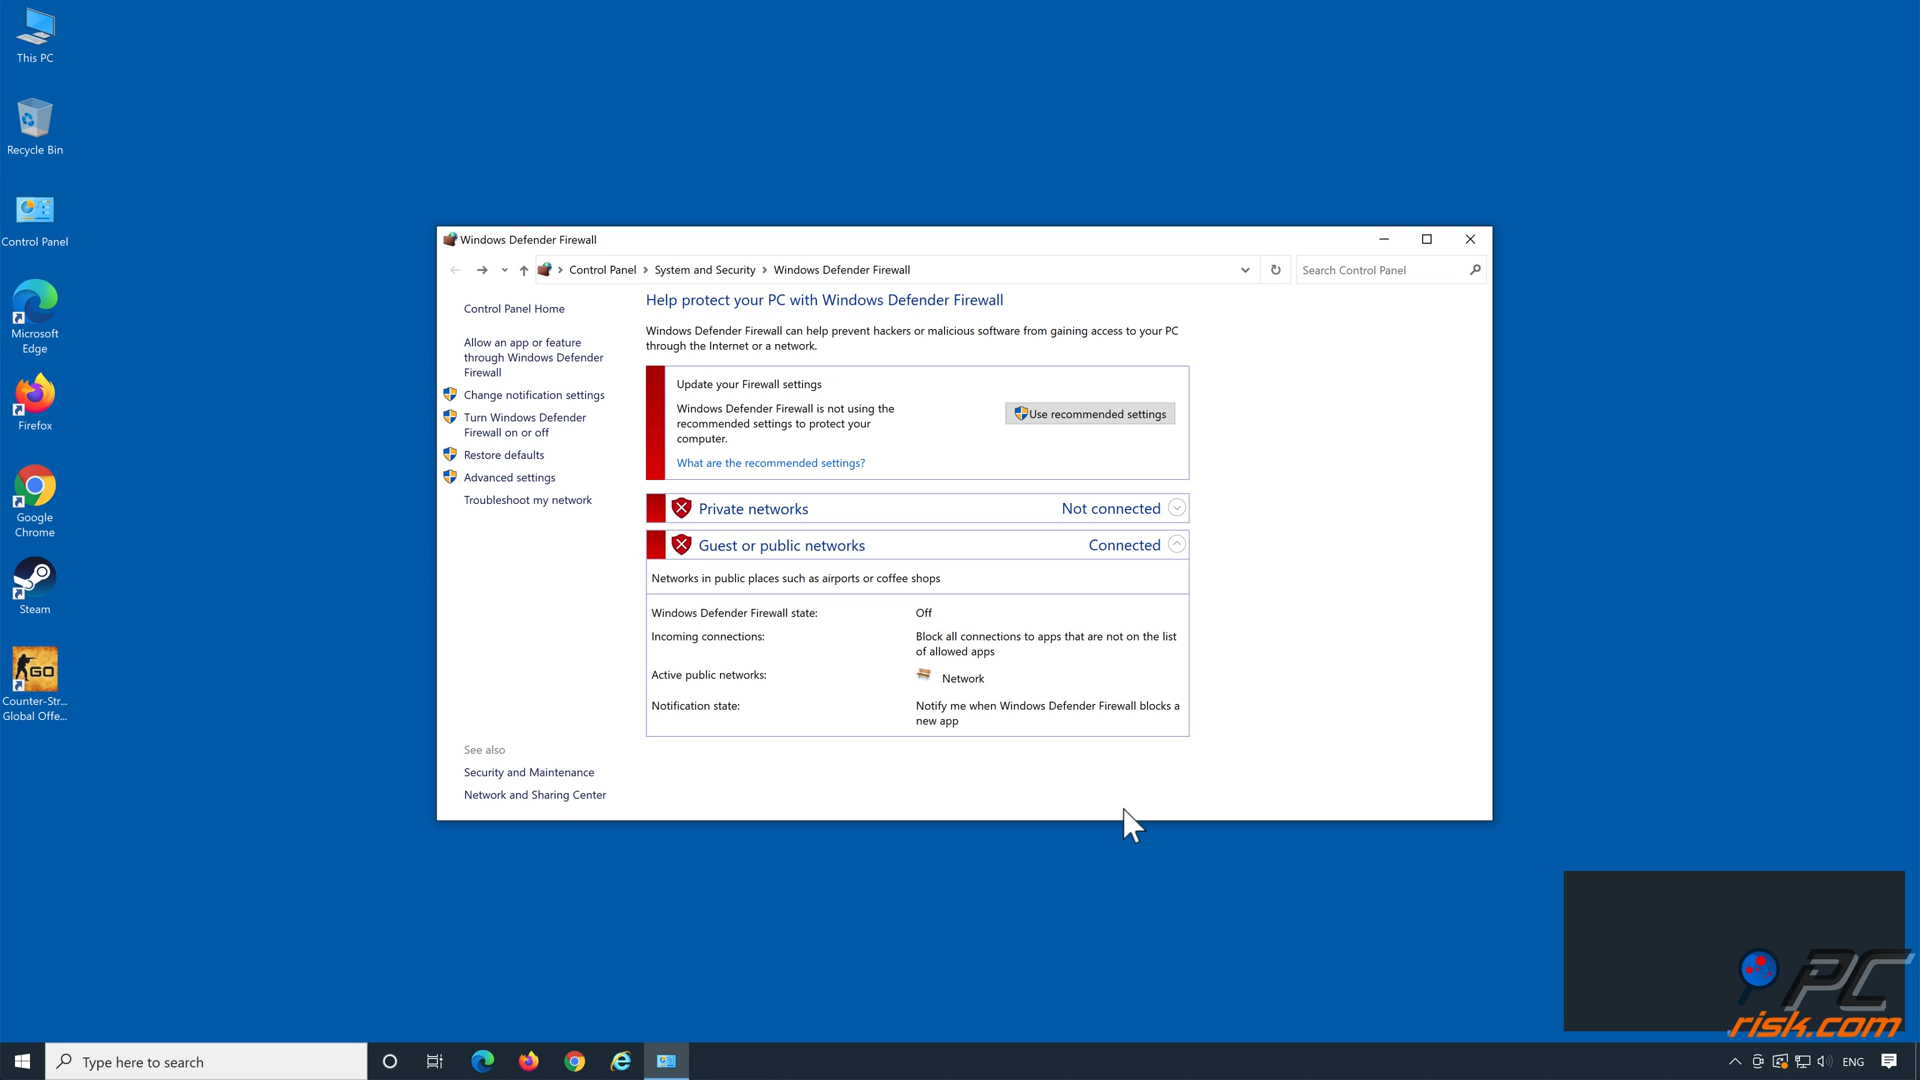 This PC
Recycle Bin
Control Panel
Microsoft
Edge
Firefox
Google
Chrome
Steam
GO
Counter-Str...
Global Offe...
Windows Defender Firewall
Control Panel > System and Security > Windows Defender Firewall
Search Control Panel
Control Panel Home
Allow an app or feature
through Windows Defender
Firewall
Change notification settings
Turn Windows Defender
Firewall on or off
Restore defaults
Advanced settings
Troubleshoot my network
See also
Security and Maintenance
Network and Sharing Center
Help protect your PC with Windows Defender Firewall
Windows Defender Firewall can help prevent hackers or malicious software from gaining access to your PC
through the Internet or a network.
Update your Firewall settings
Windows Defender Firewall is not using the
recommended settings to protect your
computer.
Use recommended settings
What are the recommended settings?
Private networks Not connected
Guest or public networks Connected
Networks in public places such as airports or coffee shops
Windows Defender Firewall state: Off
Incoming connections: Block all connections to apps that are not on the list
of allowed apps
Active public networks: Network
Notification state: Notify me when Windows Defender Firewall blocks a
new app
PC
risk.com
Type here to search
ENG